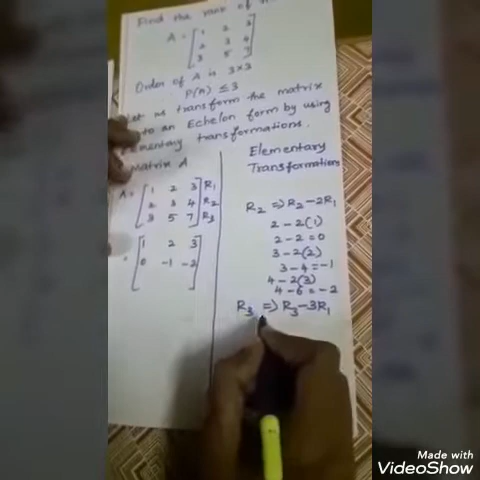 Find the rank of
A = [1 2 3
2 3 4
3 5 7]
Order of A is 3×3
P(A) ≤ 3
Let us transform the matrix
to an Echelon form by using
Elementary transformations.
Matrix A
A = [1 2 3] R1
[2 3 4] R2
[3 5 7] R3
= [1 2 3
0 -1 -2]
Elementary
Transformations
R2 => R2-2R1
2-2(1)
2-2=0
3-2(2)
3-4=-1
4-2(3)
4-6=-2
R3 => R3-3R1
Made with
VideoShow